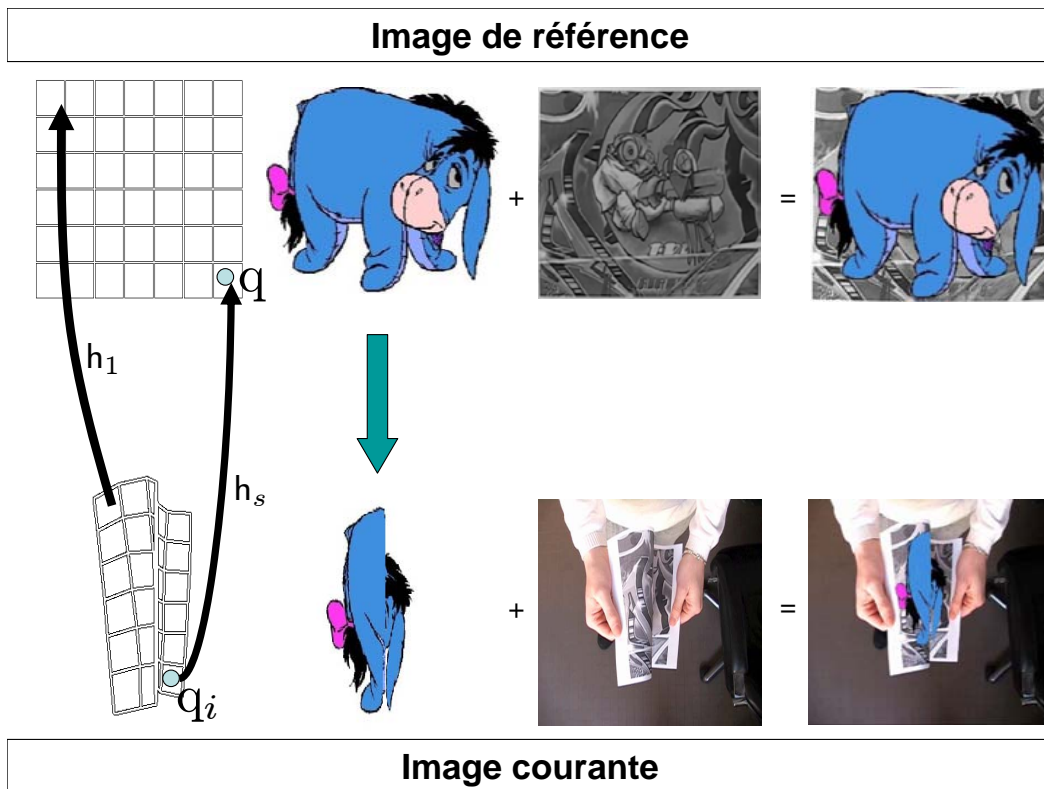 Image de référence
+
=
q
h₁
hₛ
+
=
qᵢ
Image courante